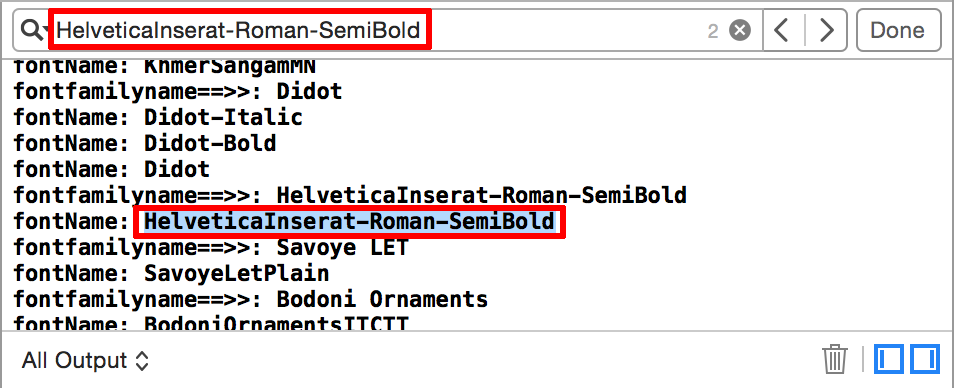 HelveticaInserat-Roman-SemiBold 2 Done
fontName: KhmerSangamMN
fontfamilyname==>>: Didot
fontName: Didot-Italic
fontName: Didot-Bold
fontName: Didot
fontfamilyname==>>: HelveticaInserat-Roman-SemiBold
fontName: HelveticaInserat-Roman-SemiBold
fontfamilyname==>>: Savoye LET
fontName: SavoyeLetPlain
fontfamilyname==>>: Bodoni Ornaments
fontName: BodoniOrnamentsITCTT
All Output